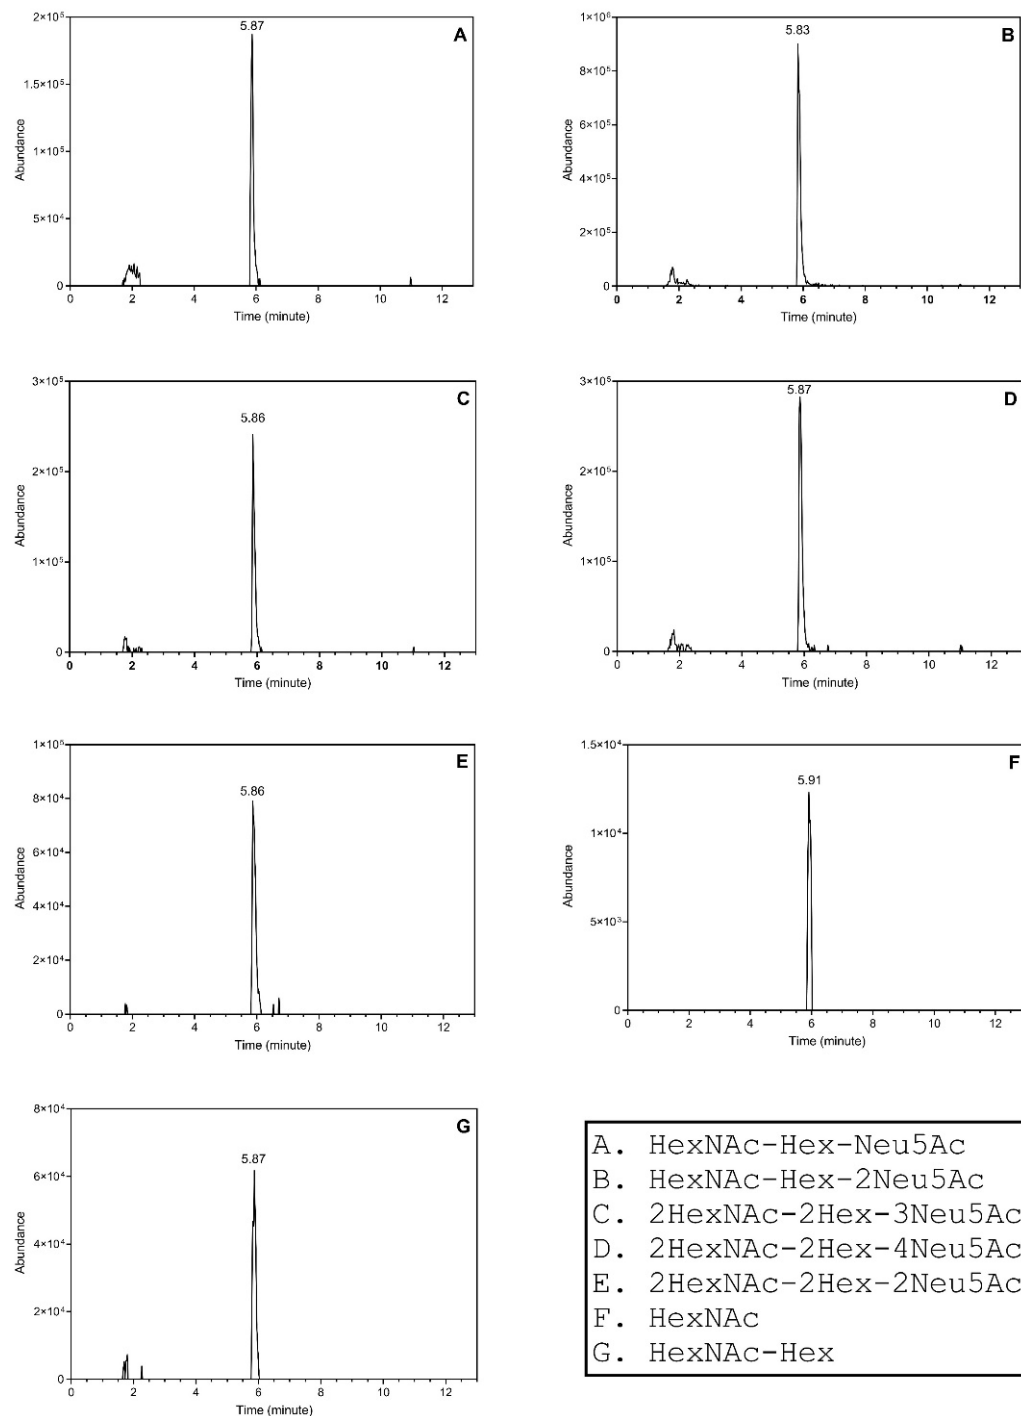 2×10⁵
1.5×10⁵
1×10⁵
5×10⁴
0
Abundance
5.87
A
0 2 4 6 8 10 12
Time (minute)
1×10⁶
8×10⁵
6×10⁵
4×10⁵
2×10⁵
0
Abundance
5.83
B
0 2 4 6 8 10 12
Time (minute)
3×10⁵
2×10⁵
1×10⁵
0
Abundance
5.86
C
0 2 4 6 8 10 12
Time (minute)
3×10⁵
2×10⁵
1×10⁵
0
Abundance
5.87
D
0 2 4 6 8 10 12
Time (minute)
1×10⁵
8×10⁴
6×10⁴
4×10⁴
2×10⁴
0
Abundance
5.86
E
0 2 4 6 8 10 12
Time (minute)
1.5×10⁴
1×10⁴
5×10³
0
Abundance
5.91
F
0 2 4 6 8 10 12
Time (minute)
8×10⁴
6×10⁴
4×10⁴
2×10⁴
0
Abundance
5.87
G
0 2 4 6 8 10 12
Time (minute)
A. HexNAc-Hex-Neu5Ac
B. HexNAc-Hex-2Neu5Ac
C. 2HexNAc-2Hex-3Neu5Ac
D. 2HexNAc-2Hex-4Neu5Ac
E. 2HexNAc-2Hex-2Neu5Ac
F. HexNAc
G. HexNAc-Hex